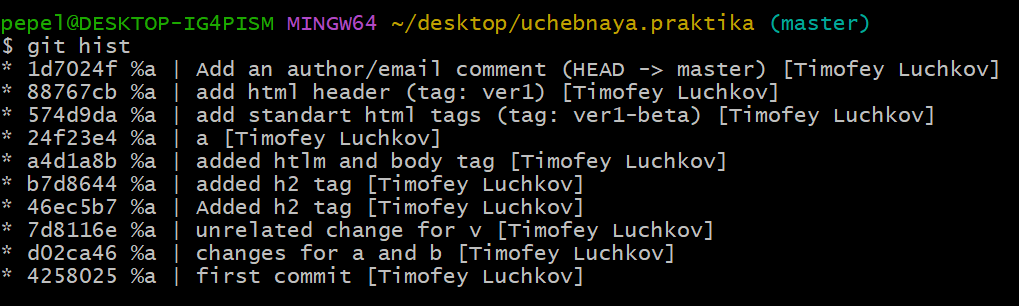 pepel@DESKTOP-IG4PISM MINGW64 ~/desktop/uchebnaya.praktika (master)
$ git hist
* 1d7024f %a | Add an author/email comment (HEAD -> master) [Timofey Luchkov]
* 88767cb %a | add html header (tag: ver1) [Timofey Luchkov]
* 574d9da %a | add standart html tags (tag: ver1-beta) [Timofey Luchkov]
* 24f23e4 %a | a [Timofey Luchkov]
* a4d1a8b %a | added htlm and body tag [Timofey Luchkov]
* b7d8644 %a | added h2 tag [Timofey Luchkov]
* 46ec5b7 %a | Added h2 tag [Timofey Luchkov]
* 7d8116e %a | unrelated change for v [Timofey Luchkov]
* d02ca46 %a | changes for a and b [Timofey Luchkov]
* 4258025 %a | first commit [Timofey Luchkov]